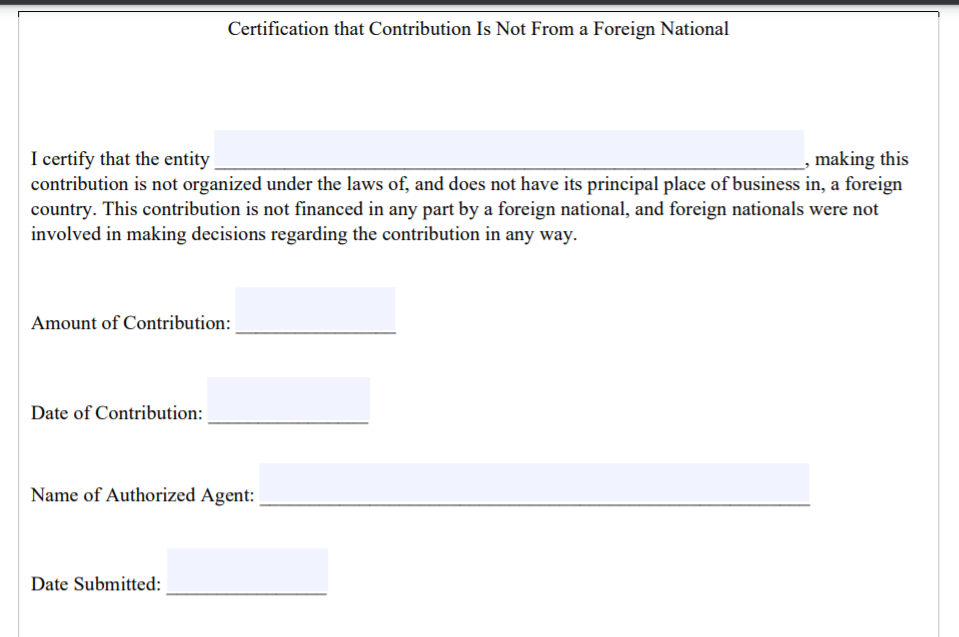 Certification that Contribution Is Not From a Foreign National
I certify that the entity , making this
contribution is not organized under the laws of, and does not have its principal place of business in, a foreign
country. This contribution is not financed in any part by a foreign national, and foreign nationals were not
involved in making decisions regarding the contribution in any way.
Amount of Contribution:
Date of Contribution:
Name of Authorized Agent:
Date Submitted: